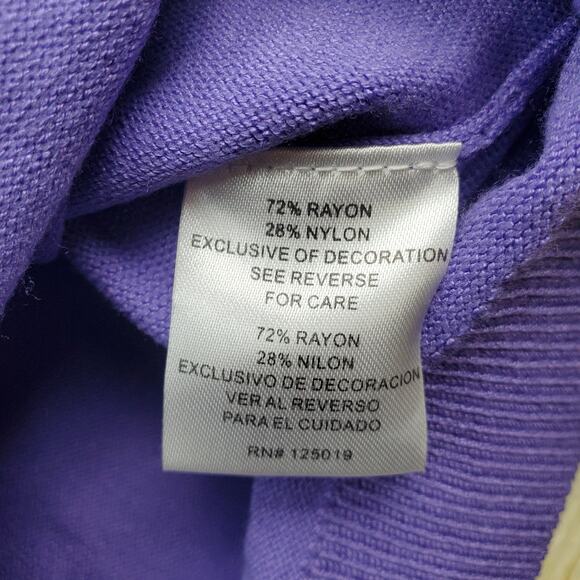 72% RAYON
28% NYLON
EXCLUSIVE OF DECORATION
SEE REVERSE
FOR CARE
72% RAYON
28% NILON
EXCLUSIVO DE DECORACION
VER AL REVERSO
PARA EL CUIDADO
RN# 125019